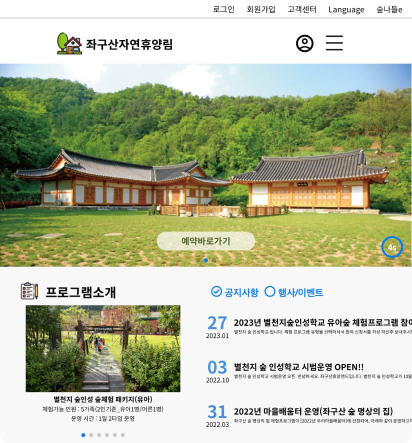 로그인 회원가입 고객센터 Language 숲나들e
좌구산자연휴양림
예약바로가기
4s
프로그램소개
공지사항 행사/이벤트
별천지 숲인성 숲체험 패키지(유아)
체험가능 인원 : 5가족(2인기준_유아1명/어른1명)
운영 시간 : 1일 2타임 운영
27
2023.01
2023년 별천지숲인성학교 유아숲 체험프로그램 참여
03
2022.10
별천지 숲 인성학교 시범운영 OPEN!!
31
2022.03
2022년 마을배움터 운영(좌구산 숲 명상의 집)